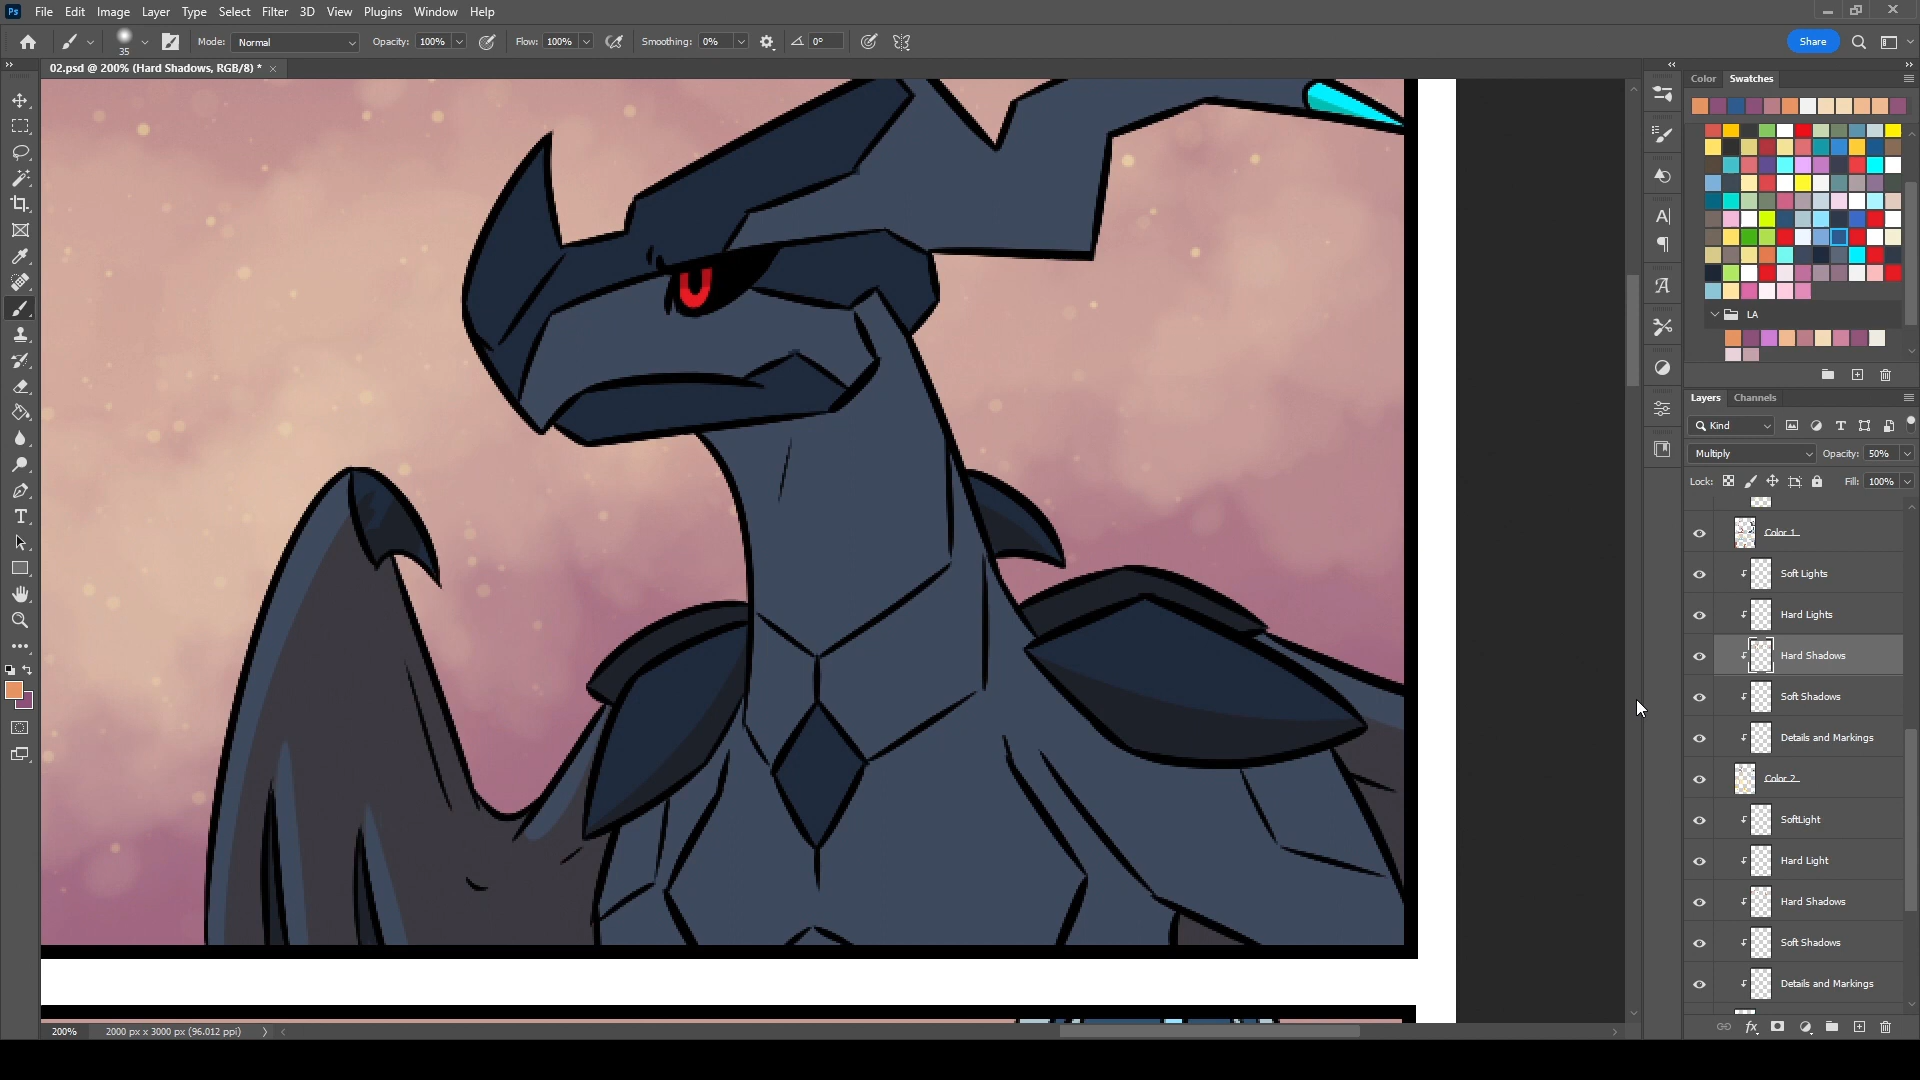 Ps File Edit Image Layer Type Select Filter 3D View Plugins Window Help
35 Mode: Normal Opacity: 100% Flow: 100% Smoothing: 0% 0° Share
02.psd @ 200% (Hard Shadows, RGB/8) * ×
Color Swatches
LA
Layers Channels
Kind
Multiply Opacity: 50%
Lock: Fill: 100%
Color 1
Soft Lights
Hard Lights
Hard Shadows
Soft Shadows
Details and Markings
Color 2
SoftLight
Hard Light
Hard Shadows
Soft Shadows
Details and Markings
200% 2000 px x 3000 px (96.012 ppi)